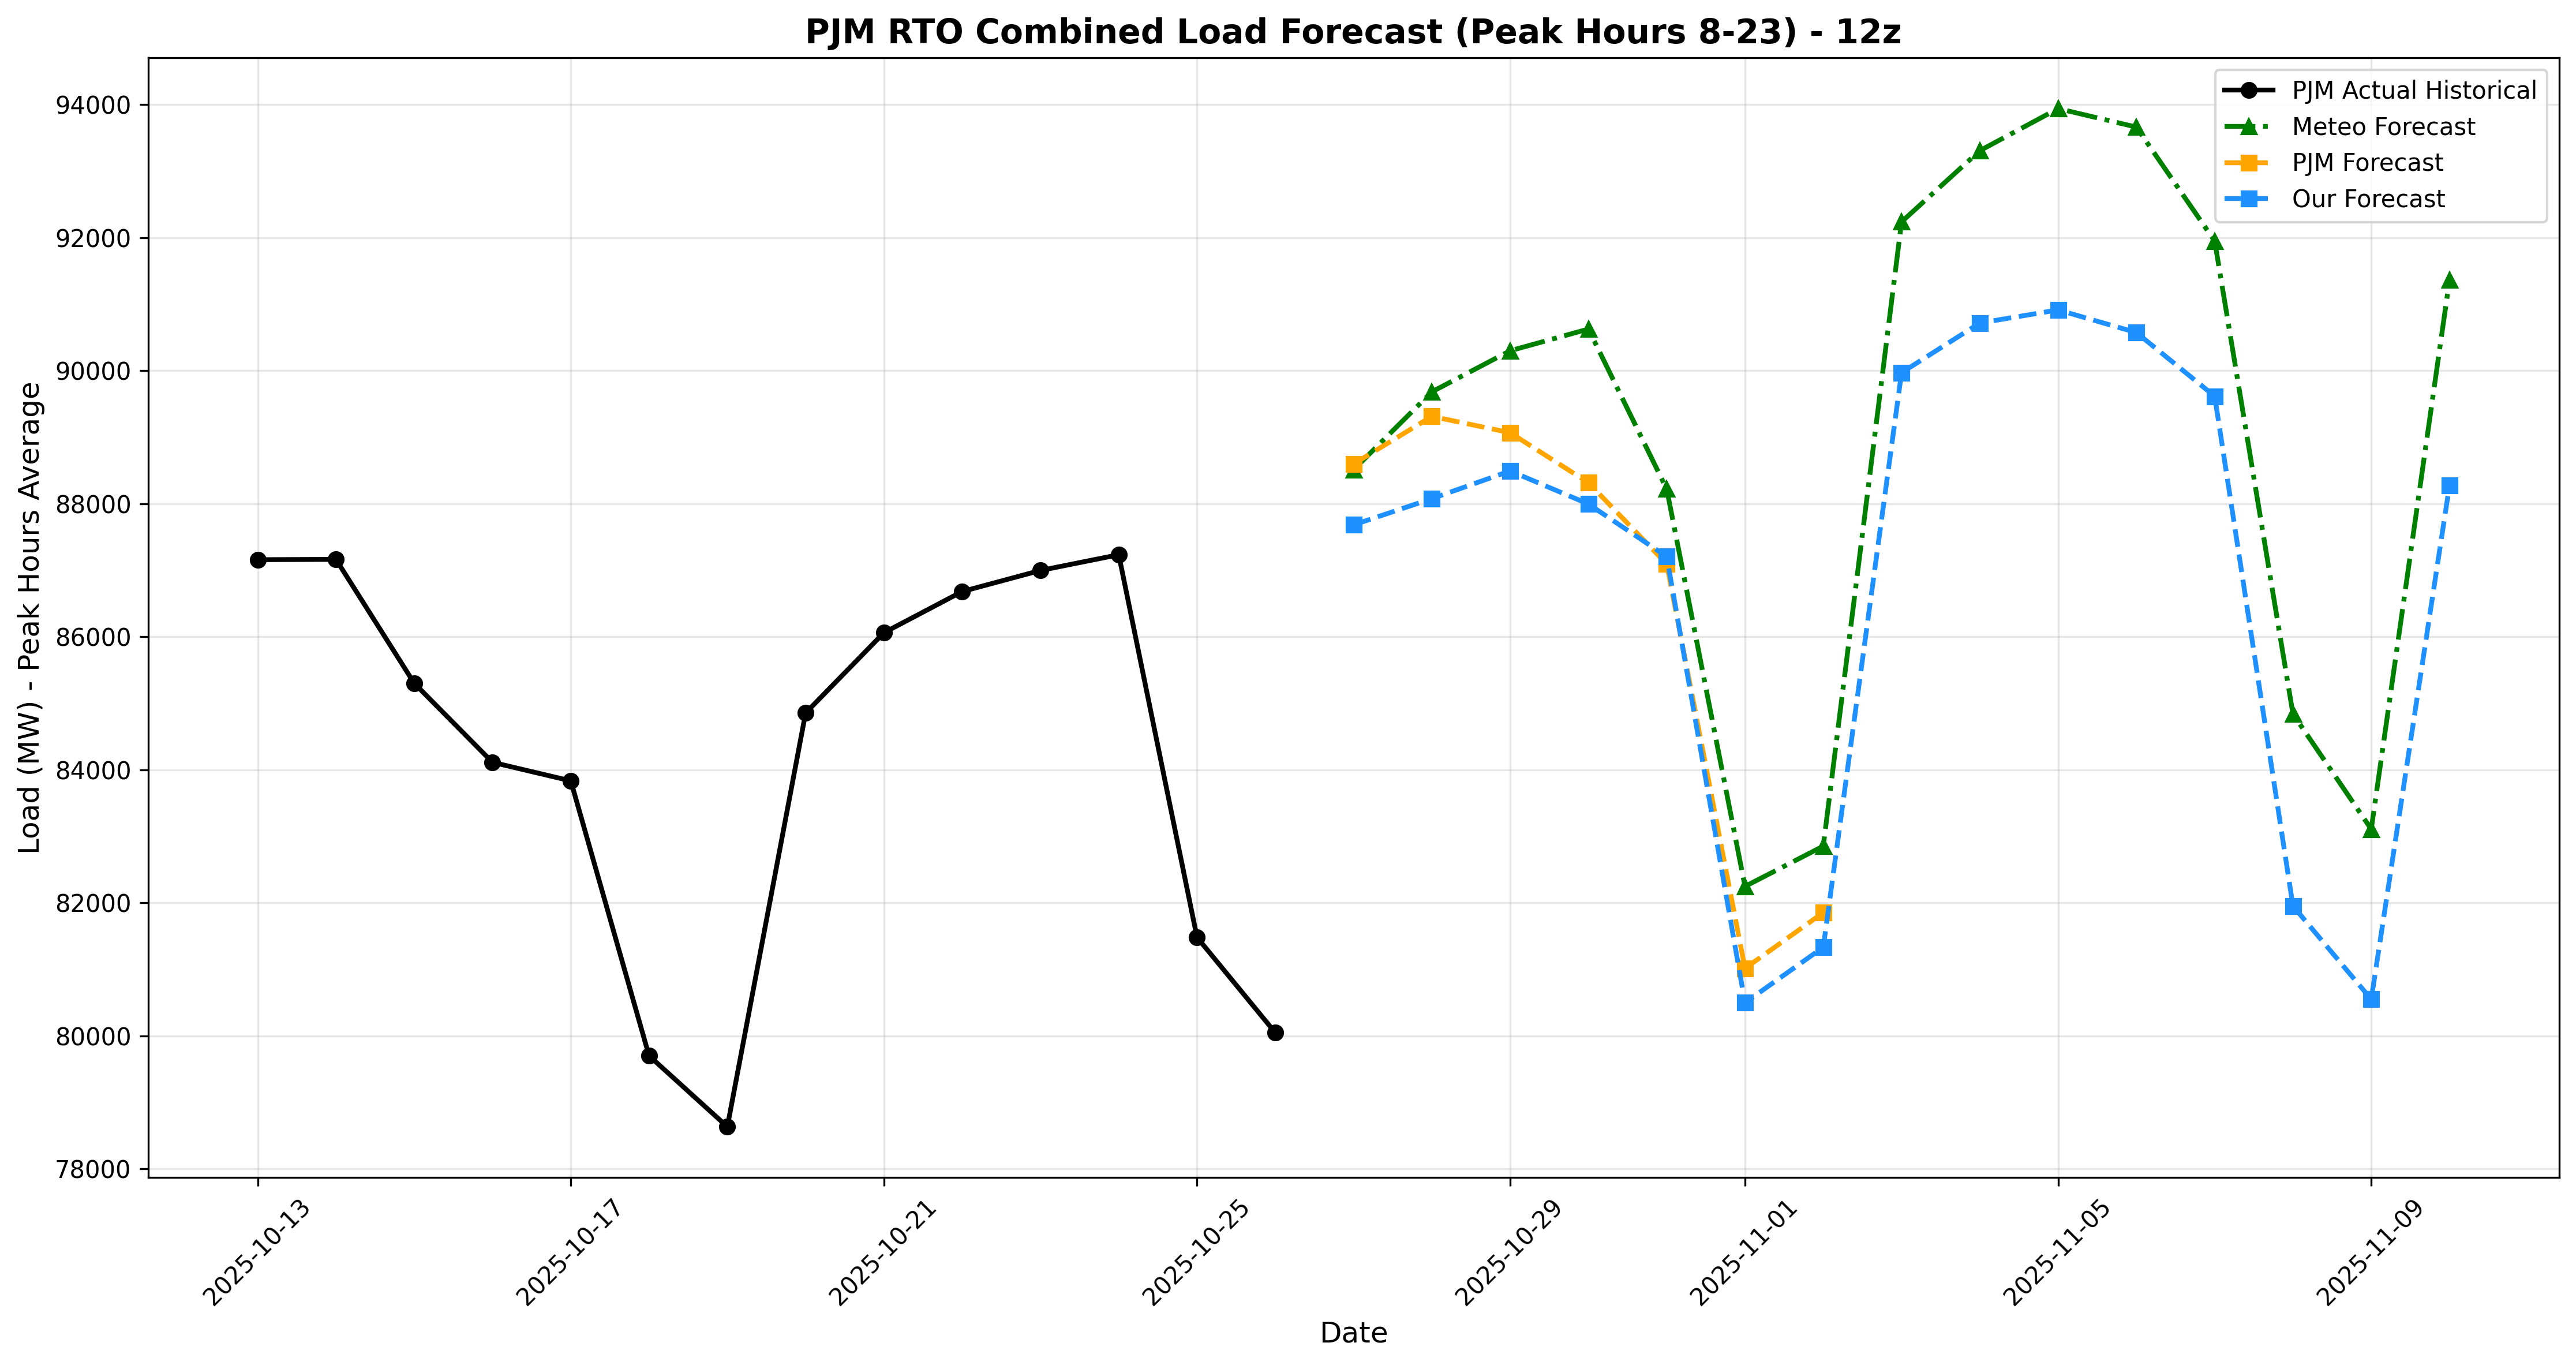 PJM RTO Combined Load Forecast (Peak Hours 8-23) - 12z
PJM Actual Historical
Meteo Forecast
PJM Forecast
Our Forecast
Load (MW) - Peak Hours Average
94000
92000
90000
88000
86000
84000
82000
80000
78000
2025-10-13
2025-10-17
2025-10-21
2025-10-25
2025-10-29
2025-11-01
2025-11-05
2025-11-09
Date